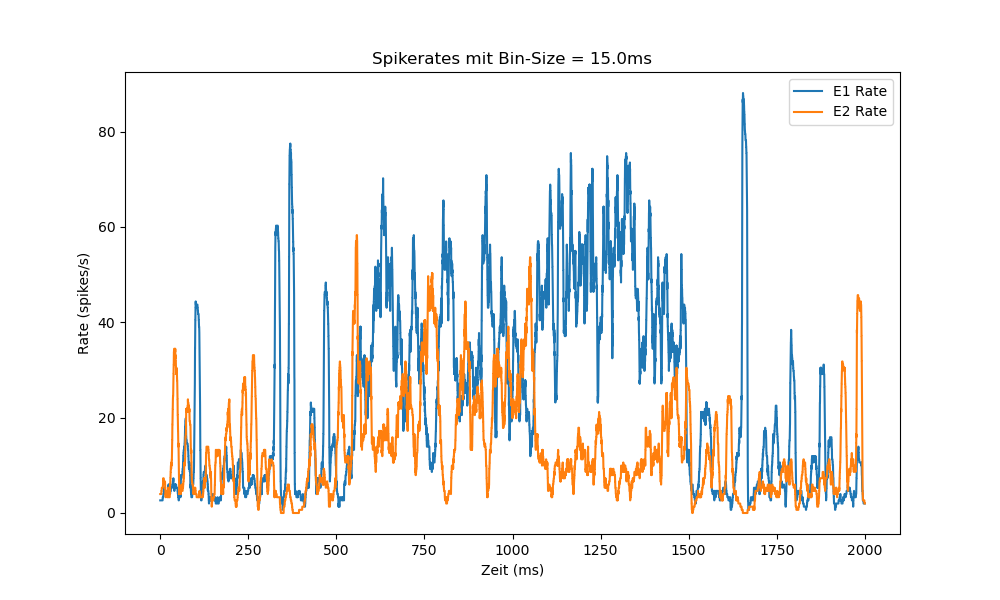 Spikerates mit Bin-Size = 15.0ms
E1 Rate
E2 Rate
Rate (spikes/s)
80
60
40
20
0
0 250 500 750 1000 1250 1500 1750 2000
Zeit (ms)